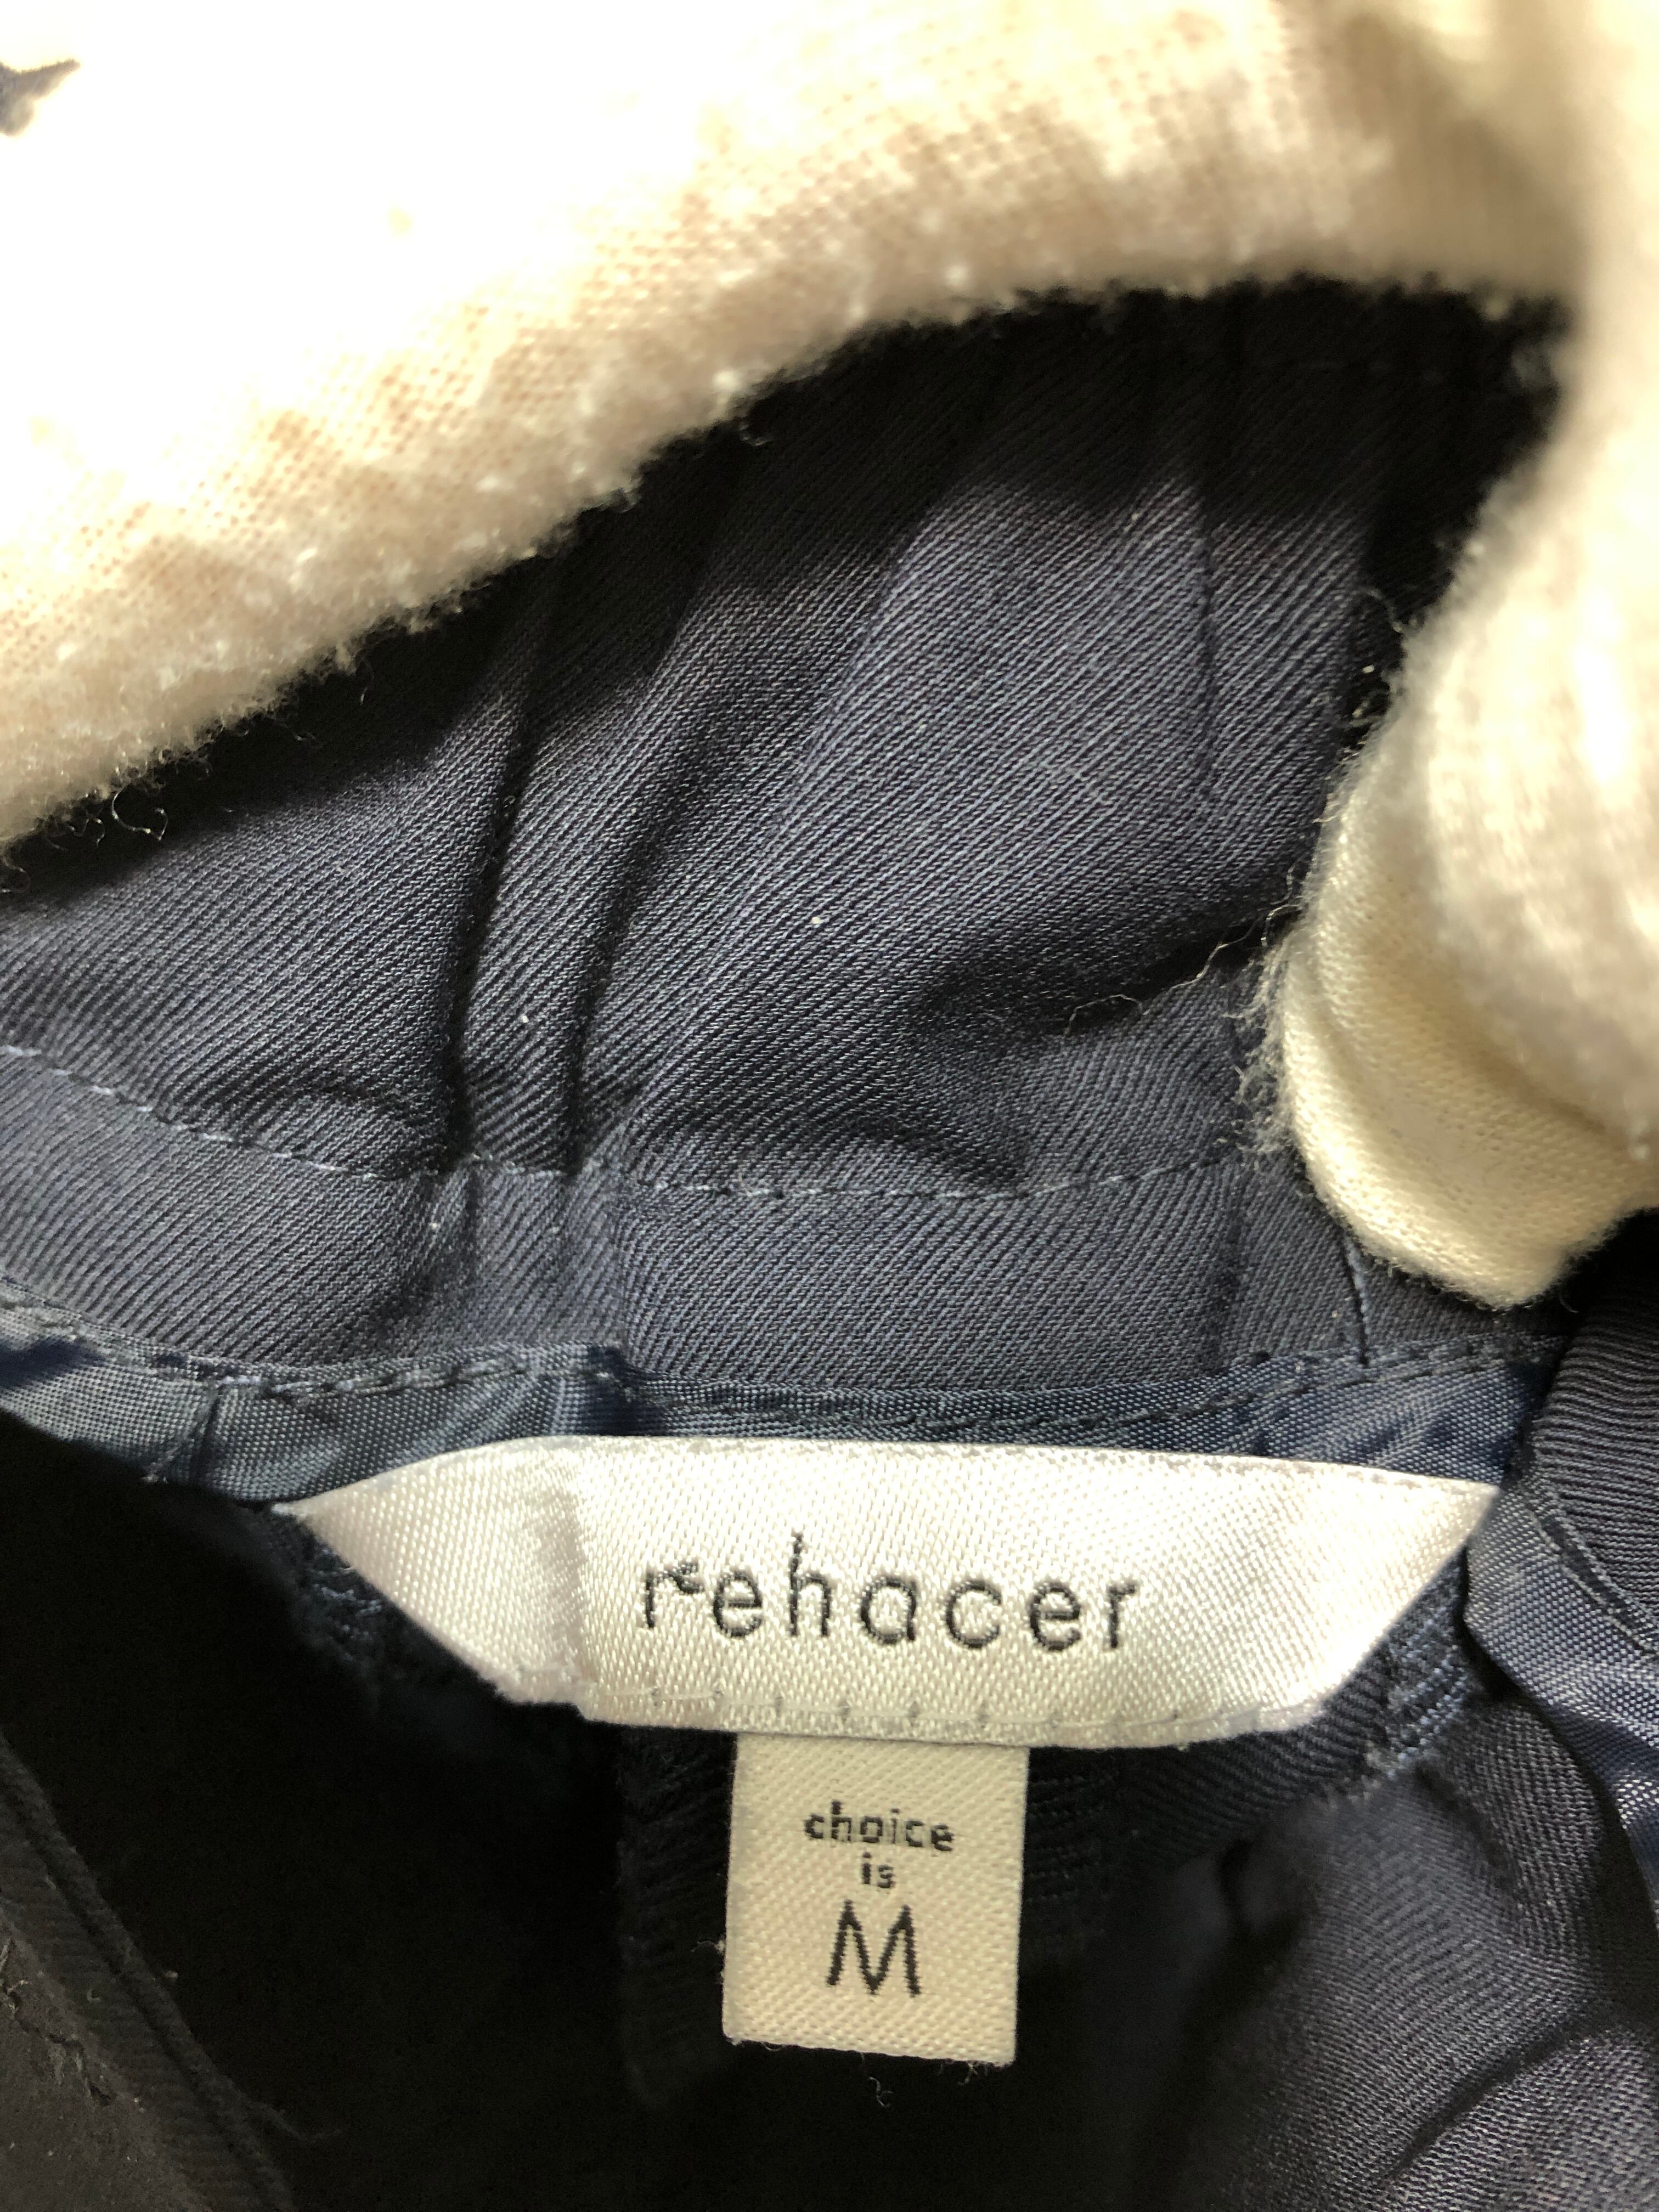 rehacer
choice
is
M